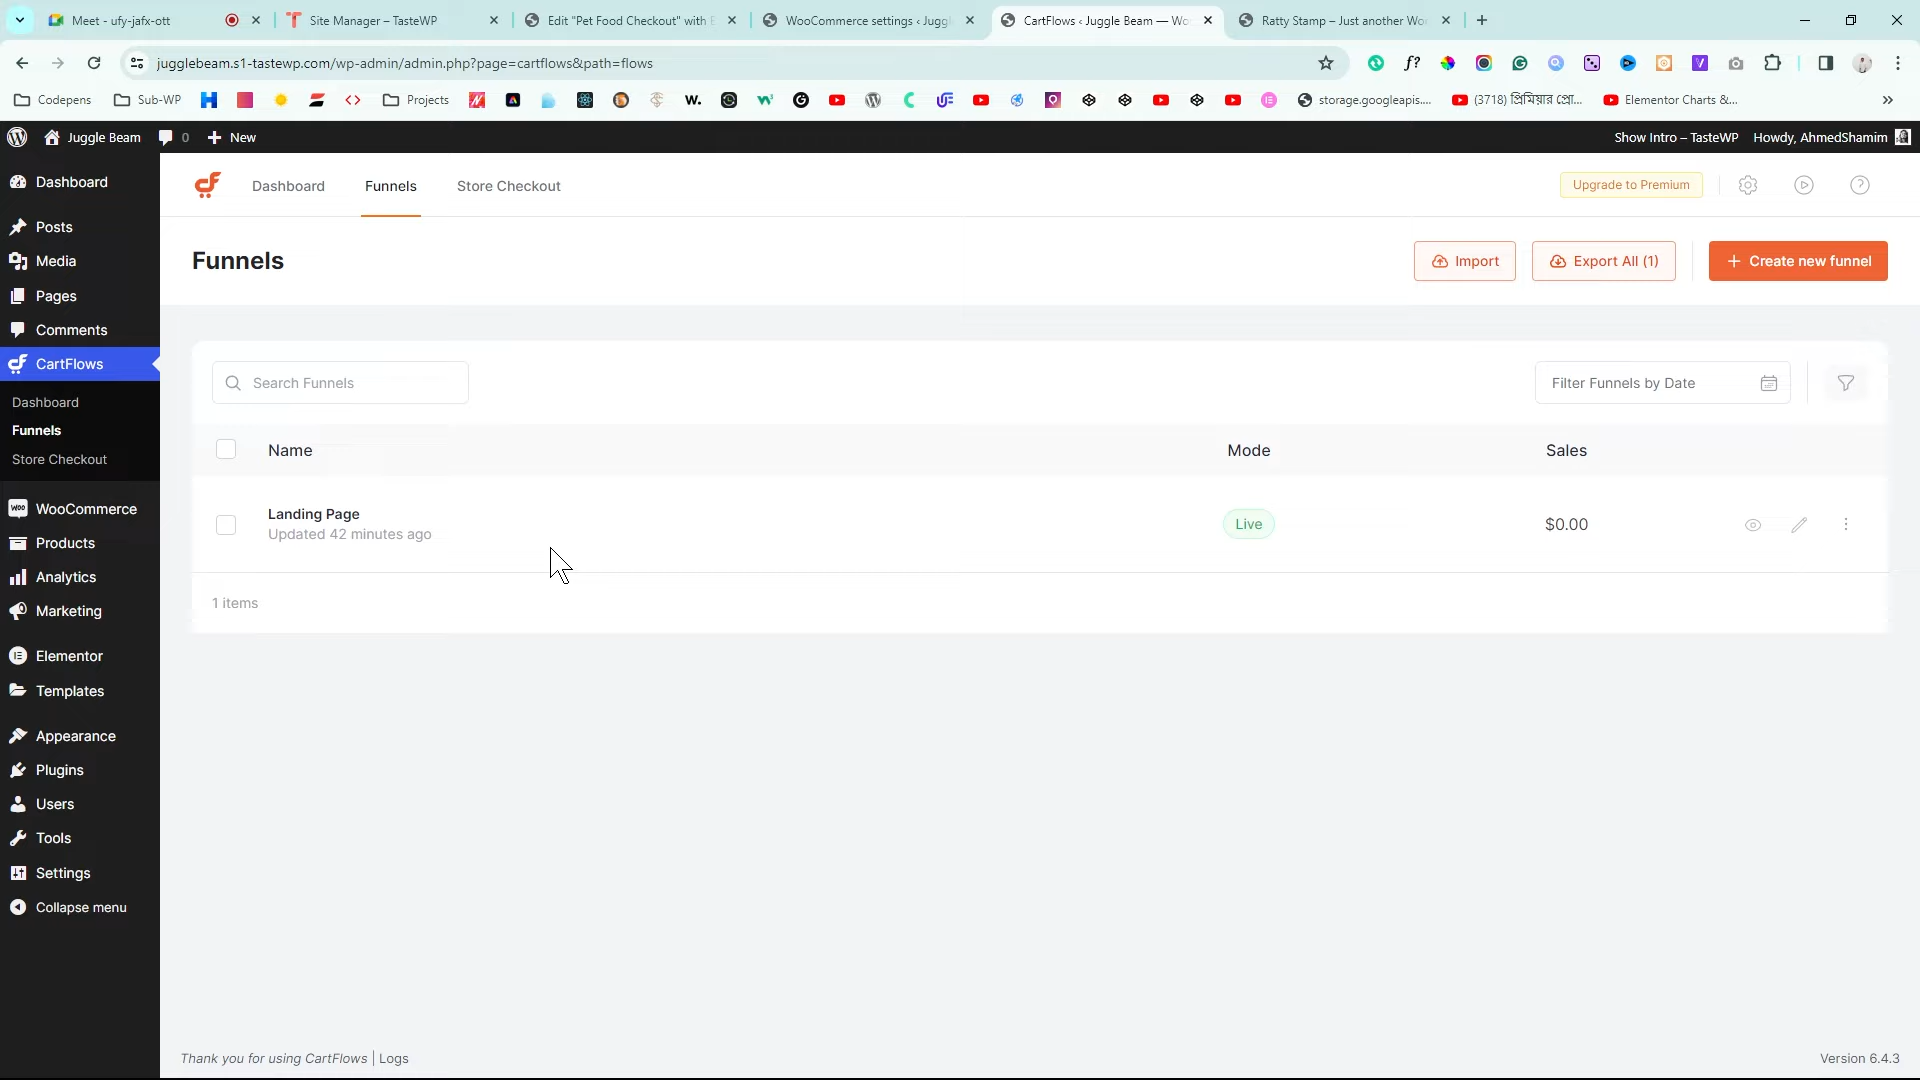 Meet - ufy-jafx-ott
Site Manager – TasteWP
Edit "Pet Food Checkout" with E
WooCommerce settings ‹ Juggl
CartFlows ‹ Juggle Beam — Wo
Ratty Stamp – Just another Wo
jugglebeam.s1-tastewp.com/wp-admin/admin.php?page=cartflows&path=flows
Codepens
Sub-WP
Projects
storage.googleapis....
(3718) প্রিমিয়ার প্রো...
Elementor Charts &...
Juggle Beam
0
New
Show Intro – TasteWP
Howdy, AhmedShamim
Dashboard
Posts
Media
Pages
Comments
CartFlows
Dashboard
Funnels
Store Checkout
WooCommerce
Products
Analytics
Marketing
Elementor
Templates
Appearance
Plugins
Users
Tools
Settings
Collapse menu
Dashboard
Funnels
Store Checkout
Upgrade to Premium
Funnels
Import
Export All (1)
Create new funnel
Search Funnels
Filter Funnels by Date
Name
Mode
Sales
Landing Page
Updated 42 minutes ago
Live
$0.00
1 items
Thank you for using CartFlows | Logs
Version 6.4.3